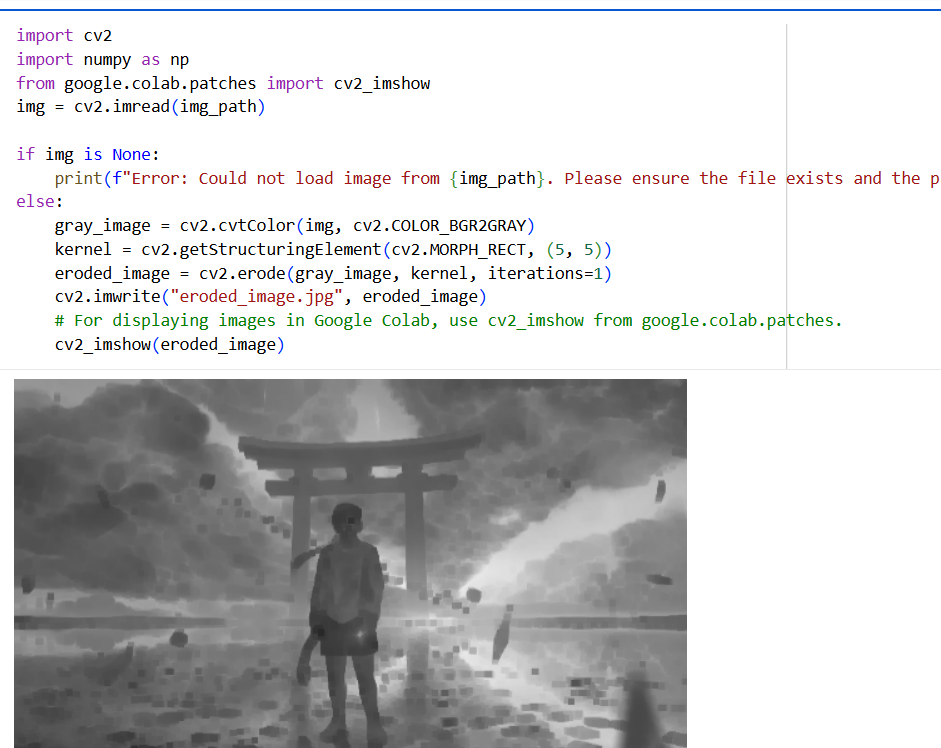 import cv2
import numpy as np
from google.colab.patches import cv2_imshow
img = cv2.imread(img_path)
if img is None:
print(f"Error: Could not load image from {img_path}. Please ensure the file exists and the p
else:
gray_image = cv2.cvtColor(img, cv2.COLOR_BGR2GRAY)
kernel = cv2.getStructuringElement(cv2.MORPH_RECT, (5, 5))
eroded_image = cv2.erode(gray_image, kernel, iterations=1)
cv2.imwrite("eroded_image.jpg", eroded_image)
# For displaying images in Google Colab, use cv2_imshow from google.colab.patches.
cv2_imshow(eroded_image)